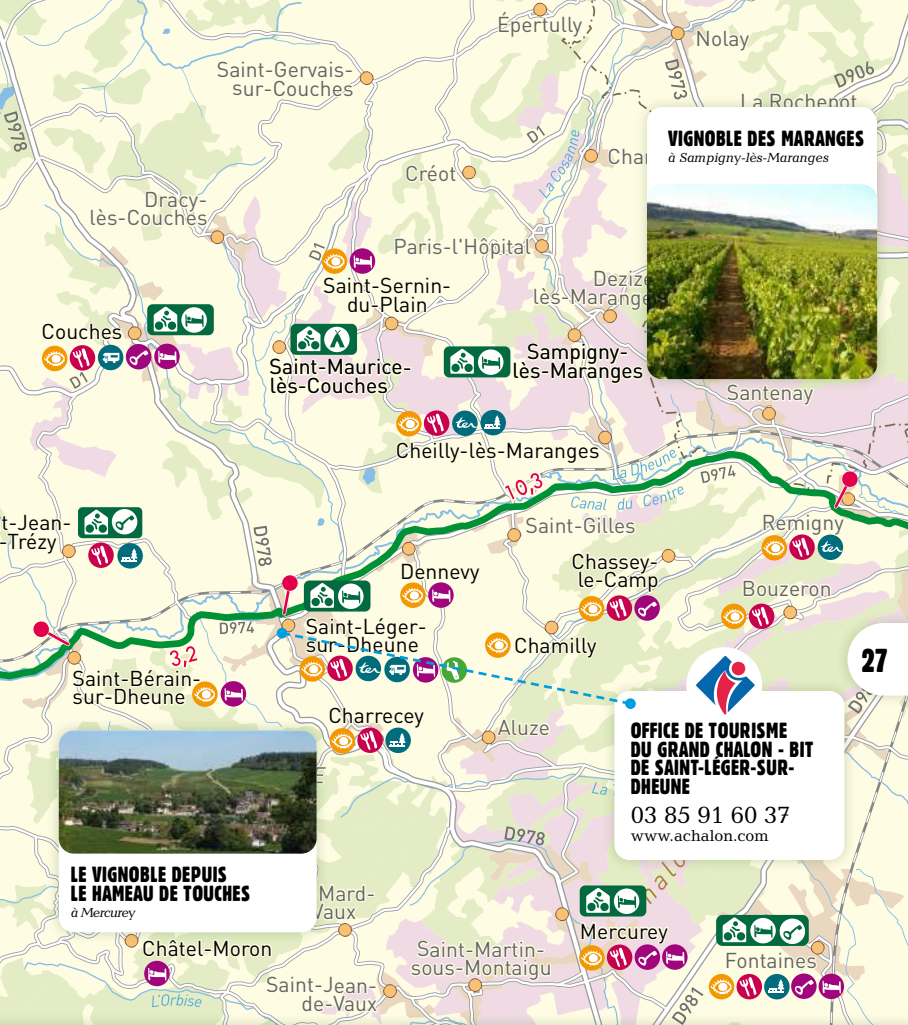 Épertully
Nolay
Saint-Gervais-
sur-Couches
D973
D906
La Rochepot
D978
D1
La Cosanne
VIGNOBLE DES MARANGES
à Sampigny-lès-Maranges
Créot
Dracy-
lès-Couches
D1
Paris-l'Hôpital
Saint-Sernin-
du-Plain
Couches
D1
Saint-Maurice-
lès-Couches
Sampigny-
lès-Maranges
Santenay
ter
Cheilly-lès-Maranges
La Dheune
D974
10,3
Canal du Centre
t-Jean-
-Trézy
D978
Saint-Gilles
Remigny
ter
Dennevy
Chassey-
le-Camp
Bouzeron
D974
3,2
Saint-Léger-
sur-Dheune
ter
Chamilly
27
Saint-Bérain-
sur-Dheune
Charrecey
Aluze
OFFICE DE TOURISME
DU GRAND CHALON - BIT
DE SAINT-LÉGER-SUR-
DHEUNE
03 85 91 60 37
www.achalon.com
La
D978
LE VIGNOBLE DEPUIS
LE HAMEAU DE TOUCHES
à Mercurey
Mard-
Vaux
Châtel-Moron
L'Orbise
Saint-Jean-
de-Vaux
Saint-Martin-
sous-Montaigu
Mercurey
Fontaines
D981